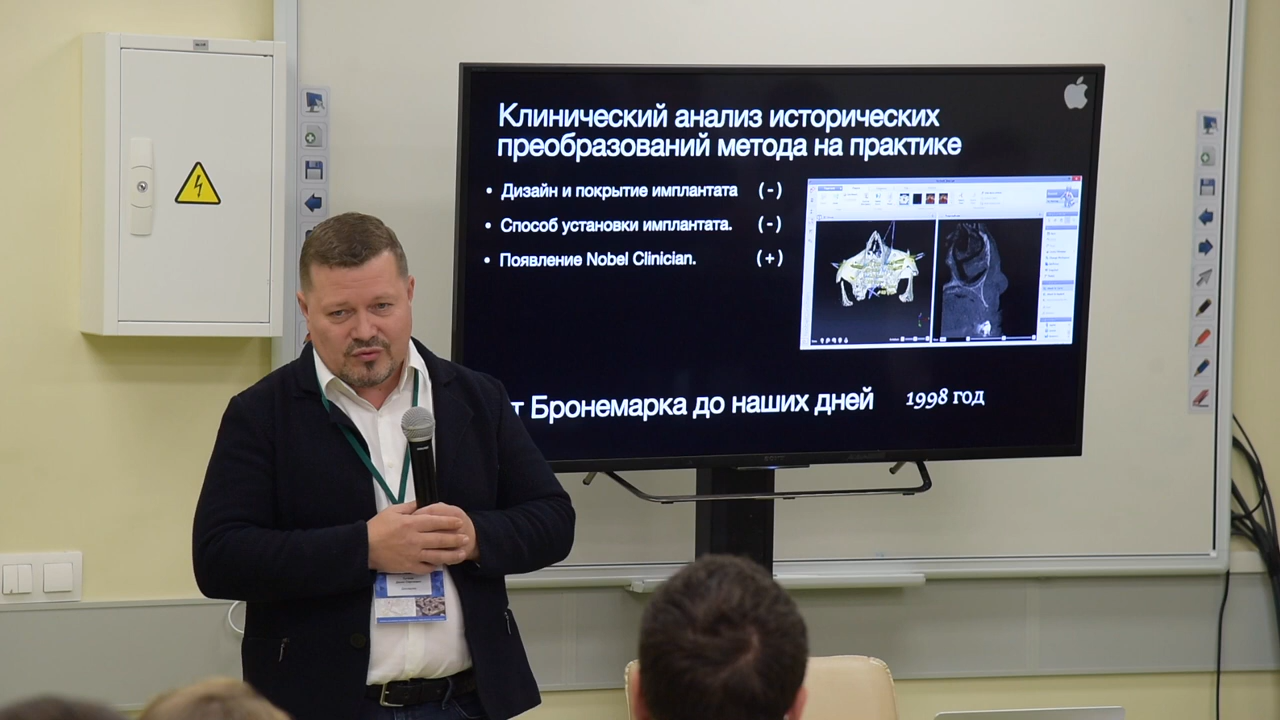 Клинический анализ исторических
преобразований метода на практике
• Дизайн и покрытие имплантата (-)
• Способ установки имплантата. (-)
• Появление Nobel Clinician. (+)
т Бронемарка до наших дней 1998 год
SONY